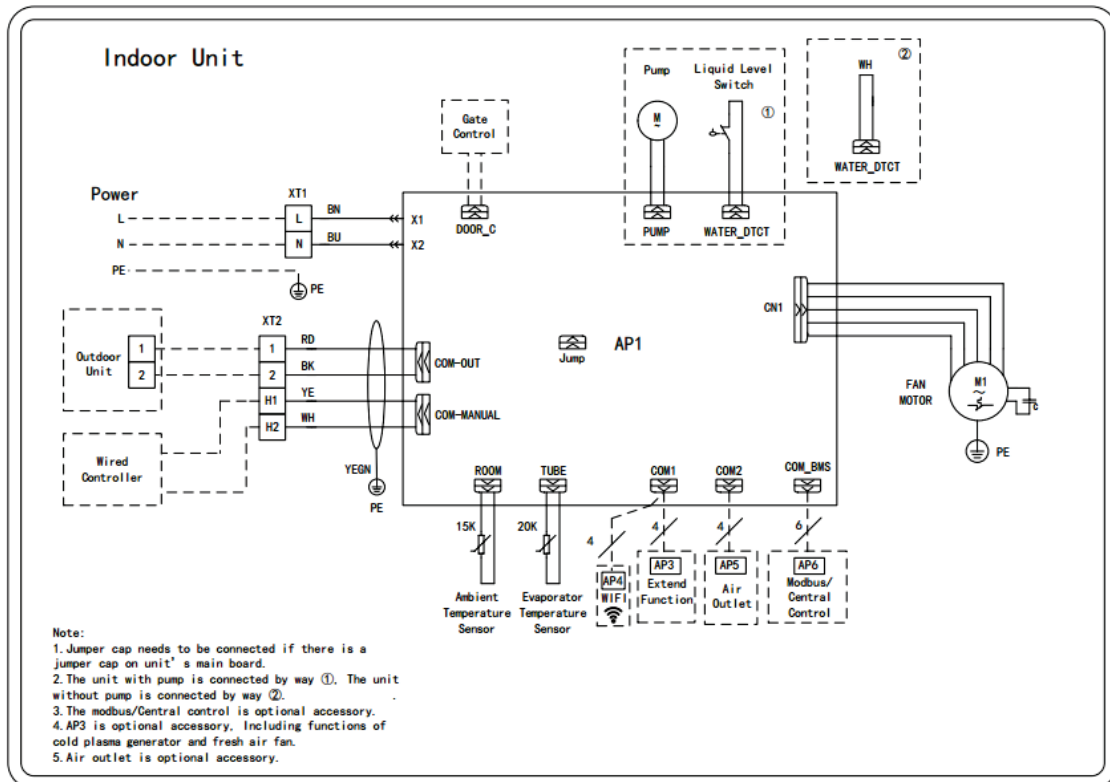 Indoor Unit
Pump
Liquid Level
Switch
M
~
①
WH
②
WATER_DTCT
Gate
Control
Power
XT1
L
L
BN
X1
N
N
BU
X2
PE
PE
DOOR_C
PUMP
WATER_DTCT
CN1
XT2
Outdoor
Unit
1
2
1
2
H1
H2
RD
BK
YE
WH
COM-OUT
COM-MANUAL
Jump
AP1
FAN
MOTOR
M1
~
C
PE
Wired
Controller
YEGN
PE
ROOM
TUBE
COM1
COM2
COM_BMS
15K
20K
4
4
4
6
AP4
WIFI
AP3
Extend
Function
AP5
Air
Outlet
AP6
Modbus/
Central
Control
Ambient
Temperature
Sensor
Evaporator
Temperature
Sensor
Note:
1. Jumper cap needs to be connected if there is a
jumper cap on unit' s main board.
2. The unit with pump is connected by way ①. The unit
without pump is connected by way ②.
3. The modbus/Central control is optional accessory.
4. AP3 is optional accessory, Including functions of
cold plasma generator and fresh air fan.
5. Air outlet is optional accessory.